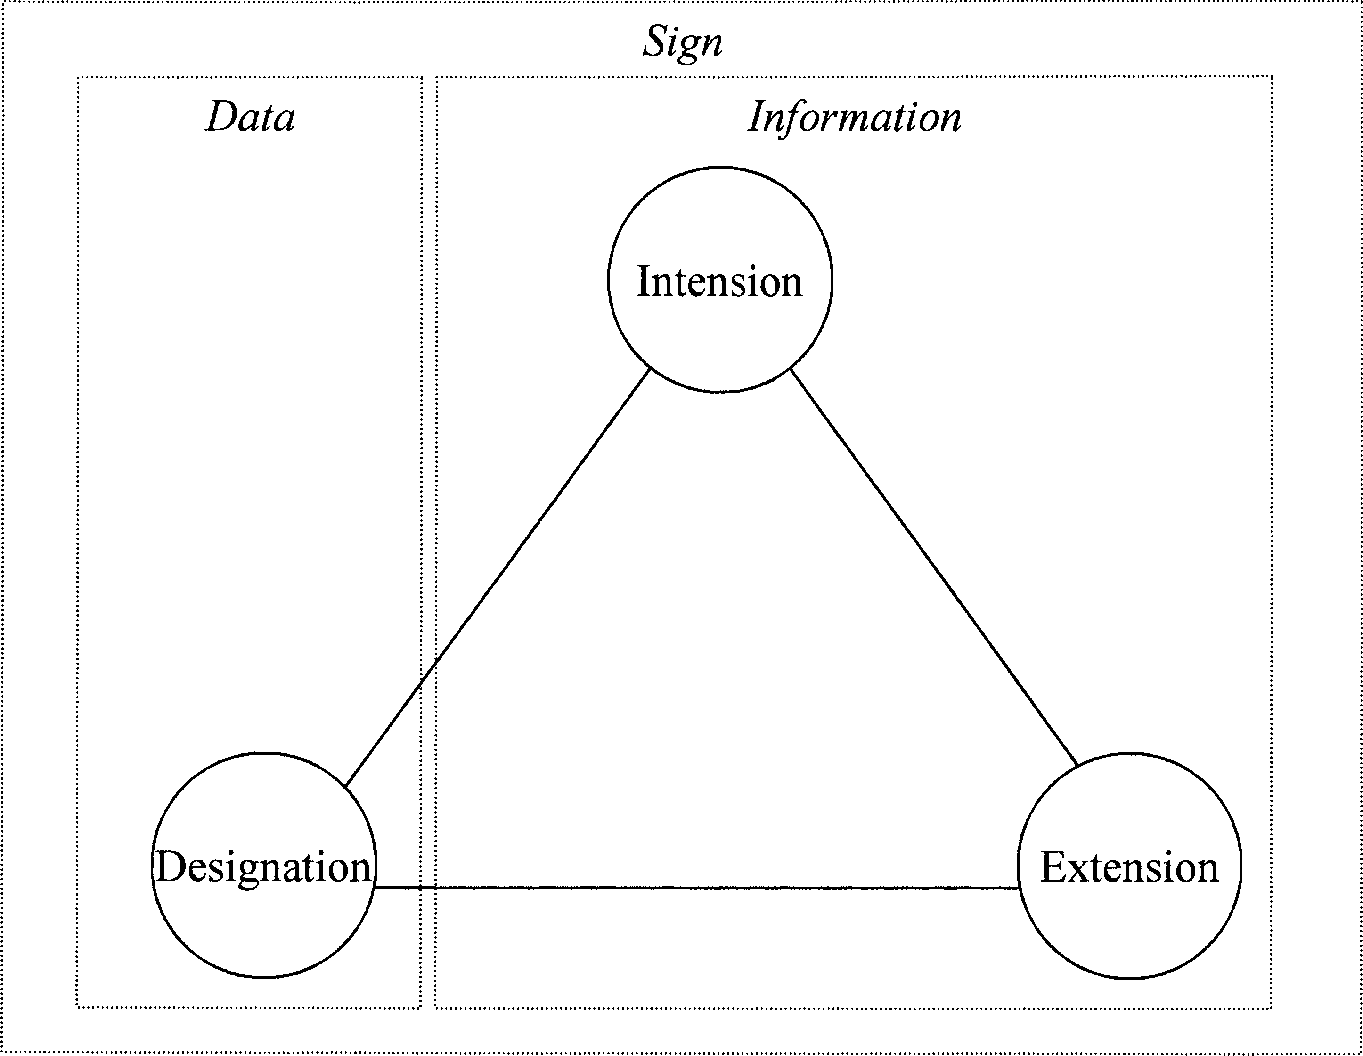 Sign
Data
Information
Intension
Designation
Extension